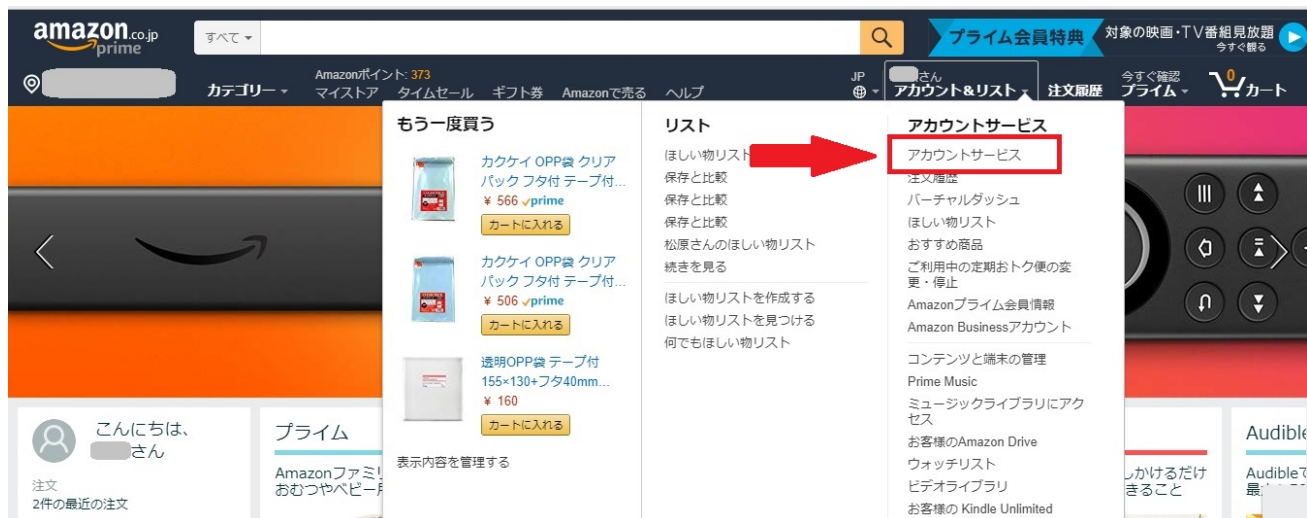 amazon.co.jp
prime
すべて
プライム会員特典
対象の映画・TV番組見放題
今すぐ観る
カテゴリー
Amazonポイント: 373
マイストア タイムセール ギフト券 Amazonで売る ヘルプ
JP
さん
アカウント&リスト
注文履歴
今すぐ確認
プライム
0
カート
もう一度買う
カクケイ OPP袋 クリア
パック フタ付 テープ付...
¥ 566 prime
カートに入れる
カクケイ OPP袋 クリア
パック フタ付 テープ付...
¥ 506 prime
カートに入れる
透明OPP袋 テープ付
155×130+フタ40mm...
¥ 160
カートに入れる
表示内容を管理する
リスト
ほしい物リスト
保存と比較
保存と比較
保存と比較
松原さんのほしい物リスト
続きを見る
ほしい物リストを作成する
ほしい物リストを見つける
何でもほしい物リスト
アカウントサービス
アカウントサービス
注文履歴
バーチャルダッシュ
ほしい物リスト
おすすめ商品
ご利用中の定期おトク便の変
更・停止
Amazonプライム会員情報
Amazon Businessアカウント
コンテンツと端末の管理
Prime Music
ミュージックライブラリにアク
セス
お客様のAmazon Drive
ウォッチリスト
ビデオライブラリ
お客様の Kindle Unlimited
こんにちは、
さん
注文
2件の最近の注文
プライム
Amazonファミリ
おむつやベビー用
しかけるだけ
きること
Audible
Audibleで